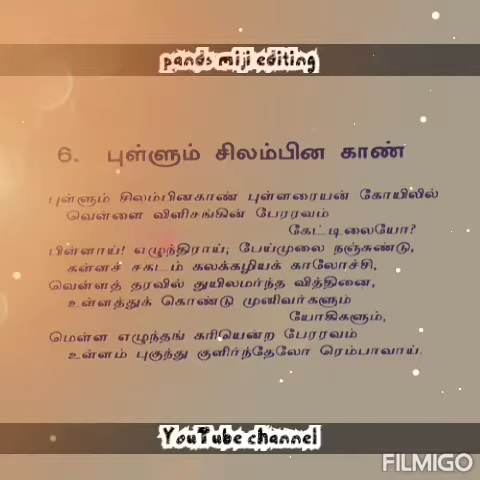 pands miji editing
6. புள்ளும் சிலம்பின காண்
புள்ளும் சிலம்பினகாண் புள்ளரையன் கோயிலில்
வெள்ளை விளிசங்கின் பேரரவம்
கேட்டிலையோ?
பிள்ளாய்! எழுந்திராய்; பேய்முலை நஞ்சுண்டு,
கள்ளச் சகடம் கலக்கழியக் காலோச்சி,
வெள்ளத் தரவில் துயிலமர்ந்த வித்தினை,
உள்ளத்துக் கொண்டு முனிவர்களும்
யோகிகளும்,
மெள்ள எழுந்தங் கரியென்ற பேரரவம்
உள்ளம் புகுந்து குளிர்ந்தேலோ ரெம்பாவாய்.
YouTube channel
FILMIGO